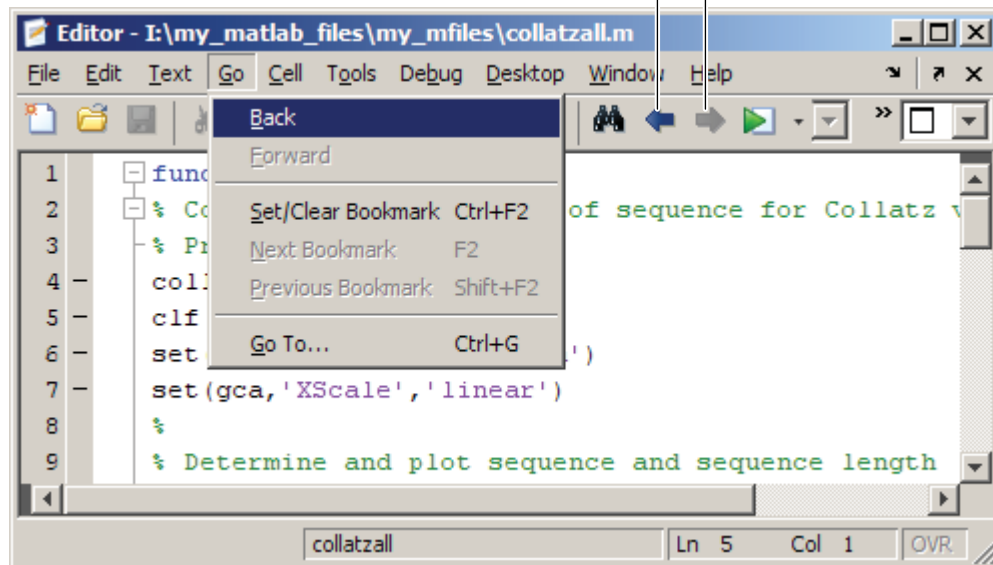 Editor - I:\my_matlab_files\my_mfiles\collatzall.m
File Edit Text Go Cell Tools Debug Desktop Window Help
Back
Forward
Set/Clear Bookmark Ctrl+F2
Next Bookmark F2
Previous Bookmark Shift+F2
Go To... Ctrl+G
»
1 func
2 % Co of sequence for Collatz
3 % Pr
4 – coll
5 – clf
6 – set ')
7 – set(gca,'XScale','linear')
8 %
9 % Determine and plot sequence and sequence length
collatzall Ln 5 Col 1 OVR